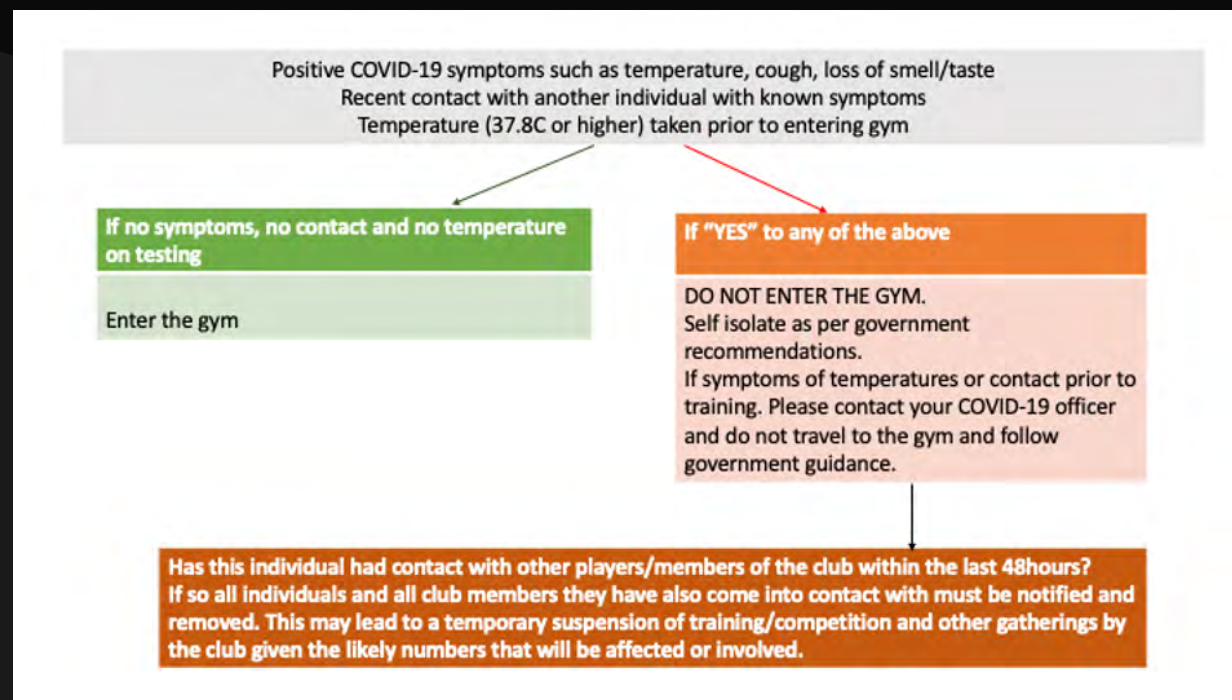 Positive COVID-19 symptoms such as temperature, cough, loss of smell/taste
Recent contact with another individual with known symptoms
Temperature (37.8C or higher) taken prior to entering gym
If no symptoms, no contact and no temperature
on testing
Enter the gym
If "YES" to any of the above
DO NOT ENTER THE GYM.
Self isolate as per government
recommendations.
If symptoms of temperatures or contact prior to
training. Please contact your COVID-19 officer
and do not travel to the gym and follow
government guidance.
Has this individual had contact with other players/members of the club within the last 48hours?
If so all individuals and all club members they have also come into contact with must be notified and
removed. This may lead to a temporary suspension of training/competition and other gatherings by
the club given the likely numbers that will be affected or involved.